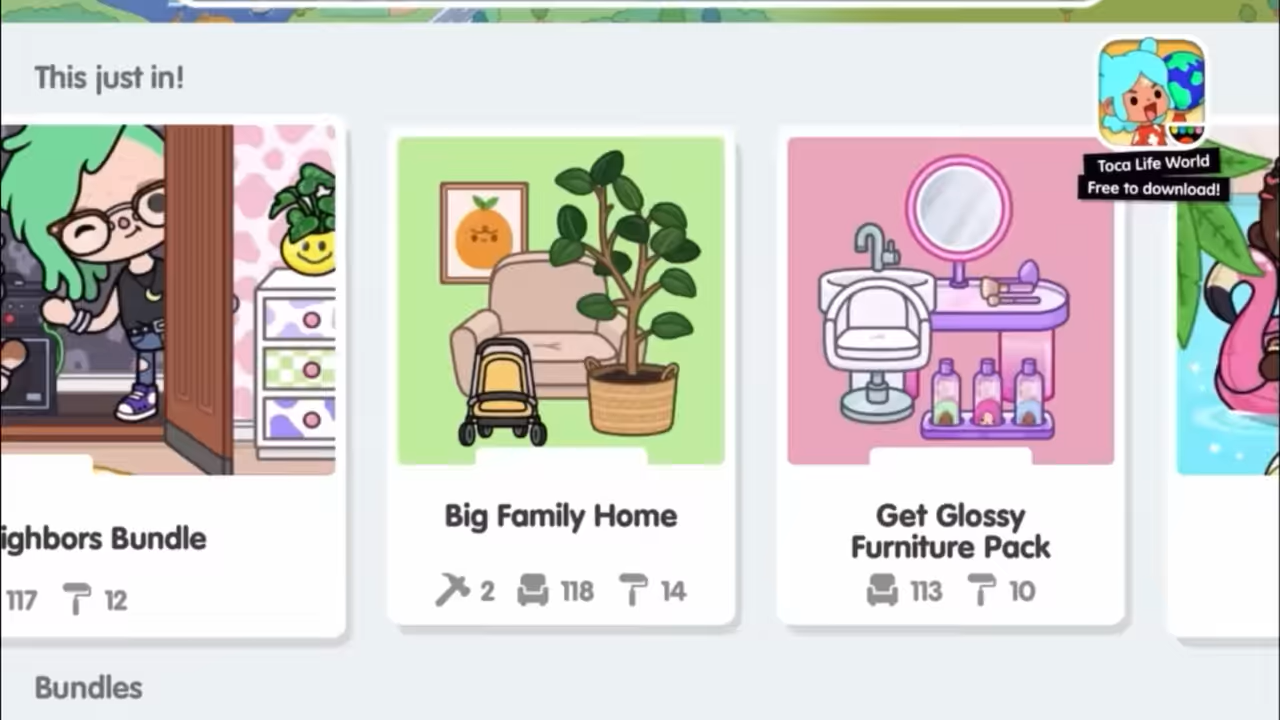 This just in!
Toca Life World
Free to download!
ighbors Bundle
117 12
Big Family Home
2 118 14
Get Glossy
Furniture Pack
113 10
Bundles